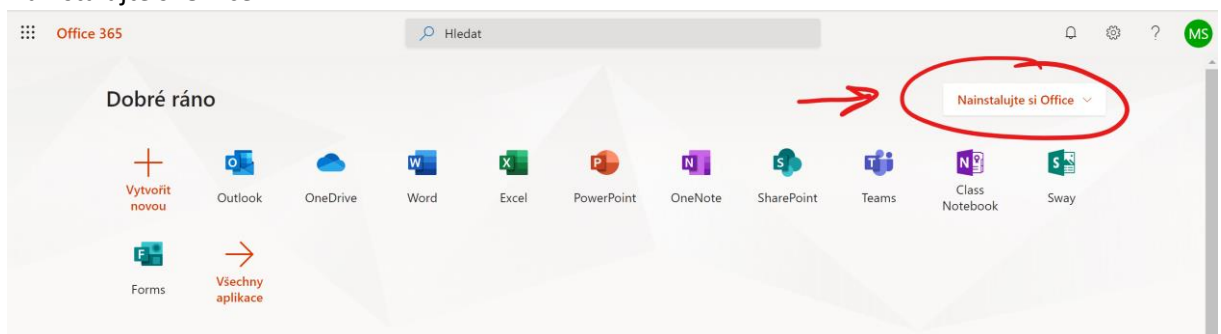 Office 365
Hledat
?
MS
Dobré ráno
Nainstalujte si Office
Vytvořit
novou
Outlook
OneDrive
Word
Excel
PowerPoint
OneNote
SharePoint
Teams
Class
Notebook
Sway
Forms
Všechny
aplikace